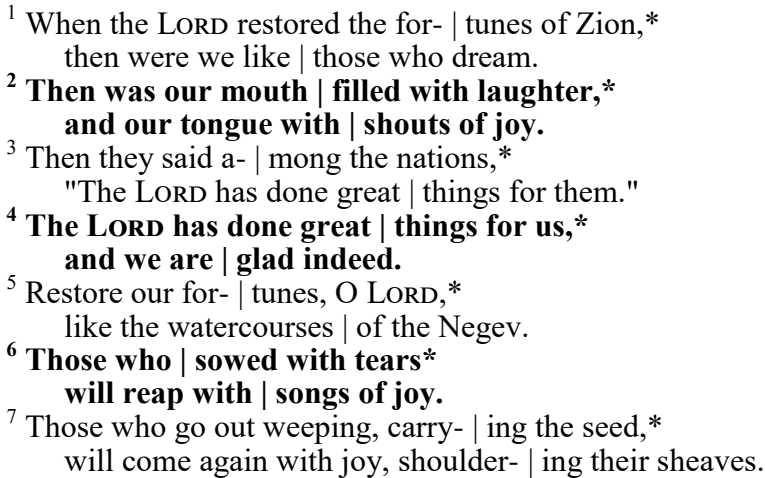 1 When the LORD restored the for- | tunes of Zion,*
then were we like | those who dream.
2 Then was our mouth | filled with laughter,*
and our tongue with | shouts of joy.
3 Then they said a- | mong the nations,*
"The LORD has done great | things for them."
4 The LORD has done great | things for us,*
and we are | glad indeed.
5 Restore our for- | tunes, O LORD,*
like the watercourses | of the Negev.
6 Those who | sowed with tears*
will reap with | songs of joy.
7 Those who go out weeping, carry- | ing the seed,*
will come again with joy, shoulder- | ing their sheaves.